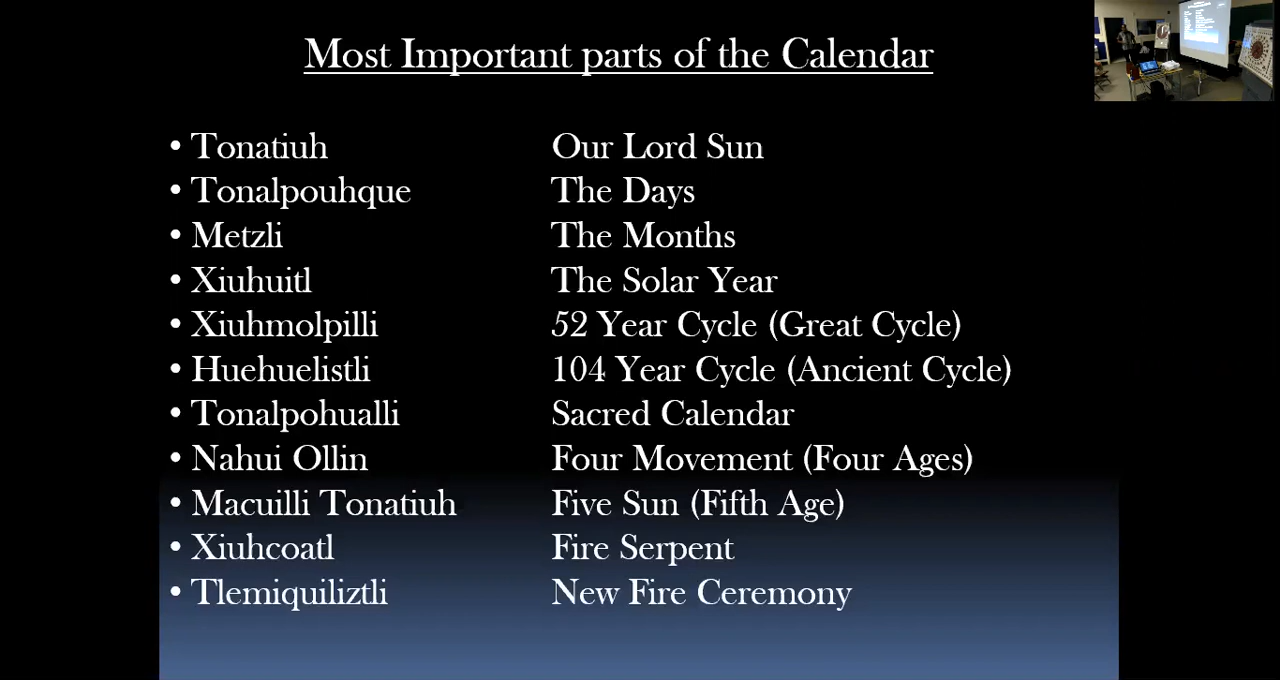 Most Important parts of the Calendar
• Tonatiuh Our Lord Sun
• Tonalpouhque The Days
• Metzli The Months
• Xiuhuitl The Solar Year
• Xiuhmolpilli 52 Year Cycle (Great Cycle)
• Huehuelistli 104 Year Cycle (Ancient Cycle)
• Tonalpohualli Sacred Calendar
• Nahui Ollin Four Movement (Four Ages)
• Macuilli Tonatiuh Five Sun (Fifth Age)
• Xiuhcoatl Fire Serpent
• Tlemiquiliztli New Fire Ceremony